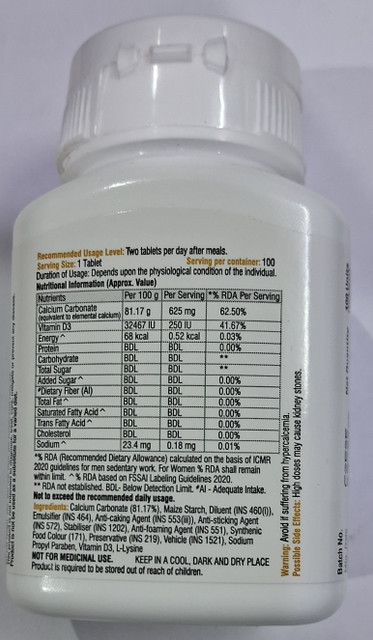 Recommended Usage Level: Two tablets per day after meals.
Serving Size: 1 Tablet Serving per container: 100
Duration of Usage: Depends upon the physiological condition of the individual.
Nutritional Information (Approx. Value)
Nutrients Per 100 g Per Serving *% RDA Per Serving
Calcium Carbonate
(equivalent to elemental calcium) 81.17 g 625 mg 62.50%
Vitamin D3 32467 IU 250 IU 41.67%
Energy^ 68 kcal 0.52 kcal 0.03%
Protein BDL BDL 0.00%
Carbohydrate BDL BDL **
Total Sugar BDL BDL **
Added Sugar^ BDL BDL 0.00%
*Dietary Fiber (AI) BDL BDL 0.00%
Total Fat^ BDL BDL 0.00%
Saturated Fatty Acid^ BDL BDL 0.00%
Trans Fatty Acid^ BDL BDL 0.00%
Cholesterol BDL BDL 0.00%
Sodium^ 23.4 mg 0.18 mg 0.01%
*% RDA (Recommended Dietary Allowance) calculated on the basis of ICMR
2020 guidelines for men sedentary work. For Women % RDA shall remain
within limit. ^% RDA based on FSSAI Labeling Guidelines 2020.
** RDA not established. BDL- Below Detection Limit. *AI - Adequate Intake.
Not to exceed the recommended daily usage.
Ingredients: Calcium Carbonate (81.17%), Maize Starch, Diluent (INS 460(I)),
Emulsifier (INS 464), Anti-caking Agent (INS 553(iii)), Anti-sticking Agent
(INS 572), Stabiliser (INS 1202), Anti-foaming Agent (INS 551), Synthetic
Food Colour (171), Preservative (INS 219), Vehicle (INS 1521), Sodium
Propyl Paraben, Vitamin D3, L-Lysine
NOT FOR MEDICINAL USE. KEEP IN A COOL, DARK AND DRY PLACE
Product is required to be stored out of reach of children.
Warning: Avoid if suffering from hypercalcemia.
Possible Side Effects: High doses may cause kidney stones.
Batch No.